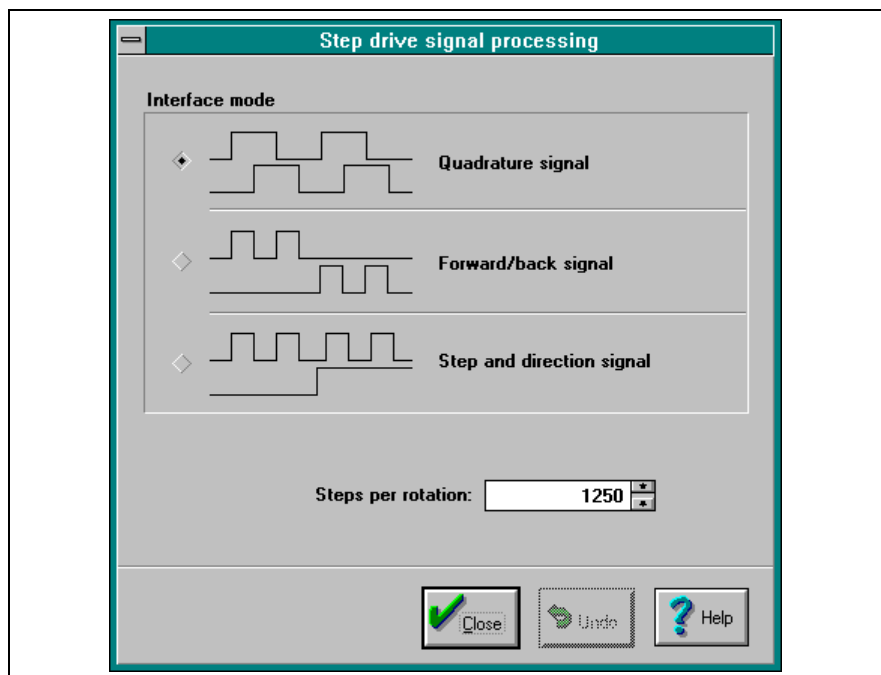 Step drive signal processing
Interface mode
Quadrature signal
Forward/back signal
Step and direction signal
Steps per rotation: 1250
Close
Undo
? Help